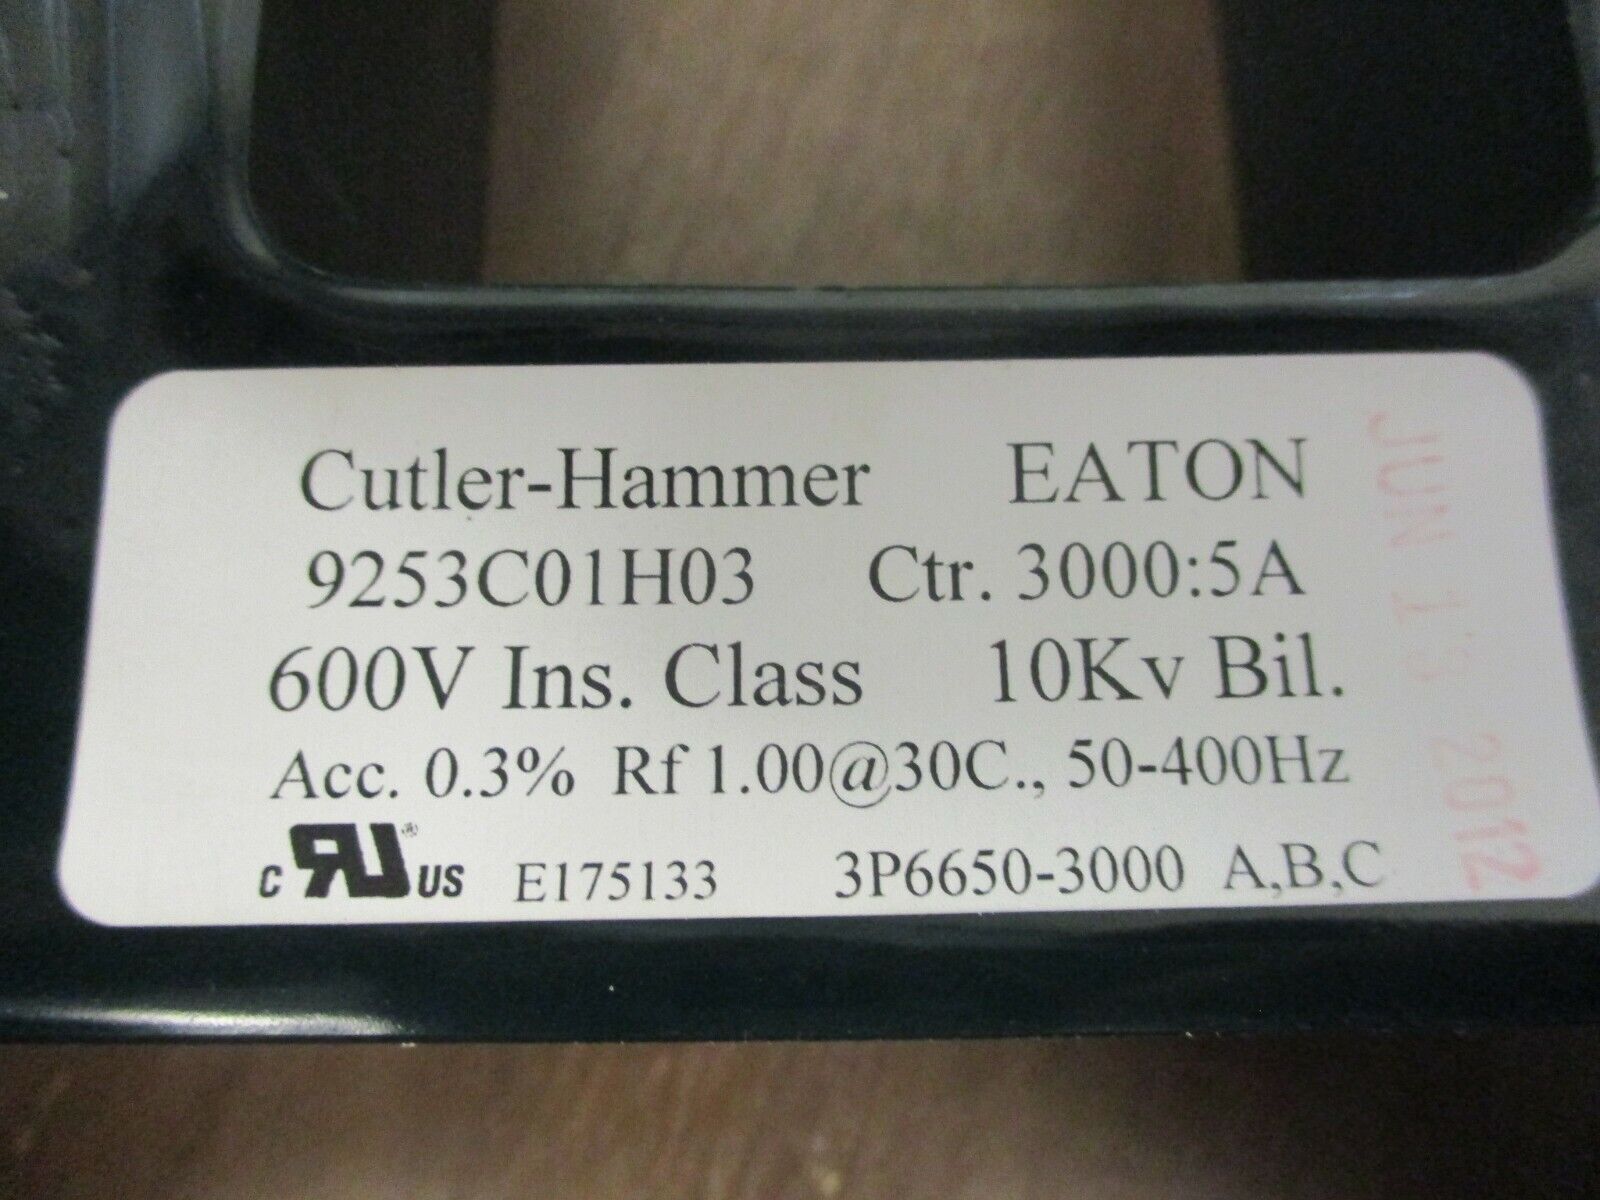 Cutler-Hammer EATON
9253C01H03 Ctr. 3000:5A
600V Ins. Class 10Kv Bil.
Acc. 0.3% Rf 1.00@30C., 50-400Hz
c RU ® US E175133 3P6650-3000 A,B,C
JUN 2012